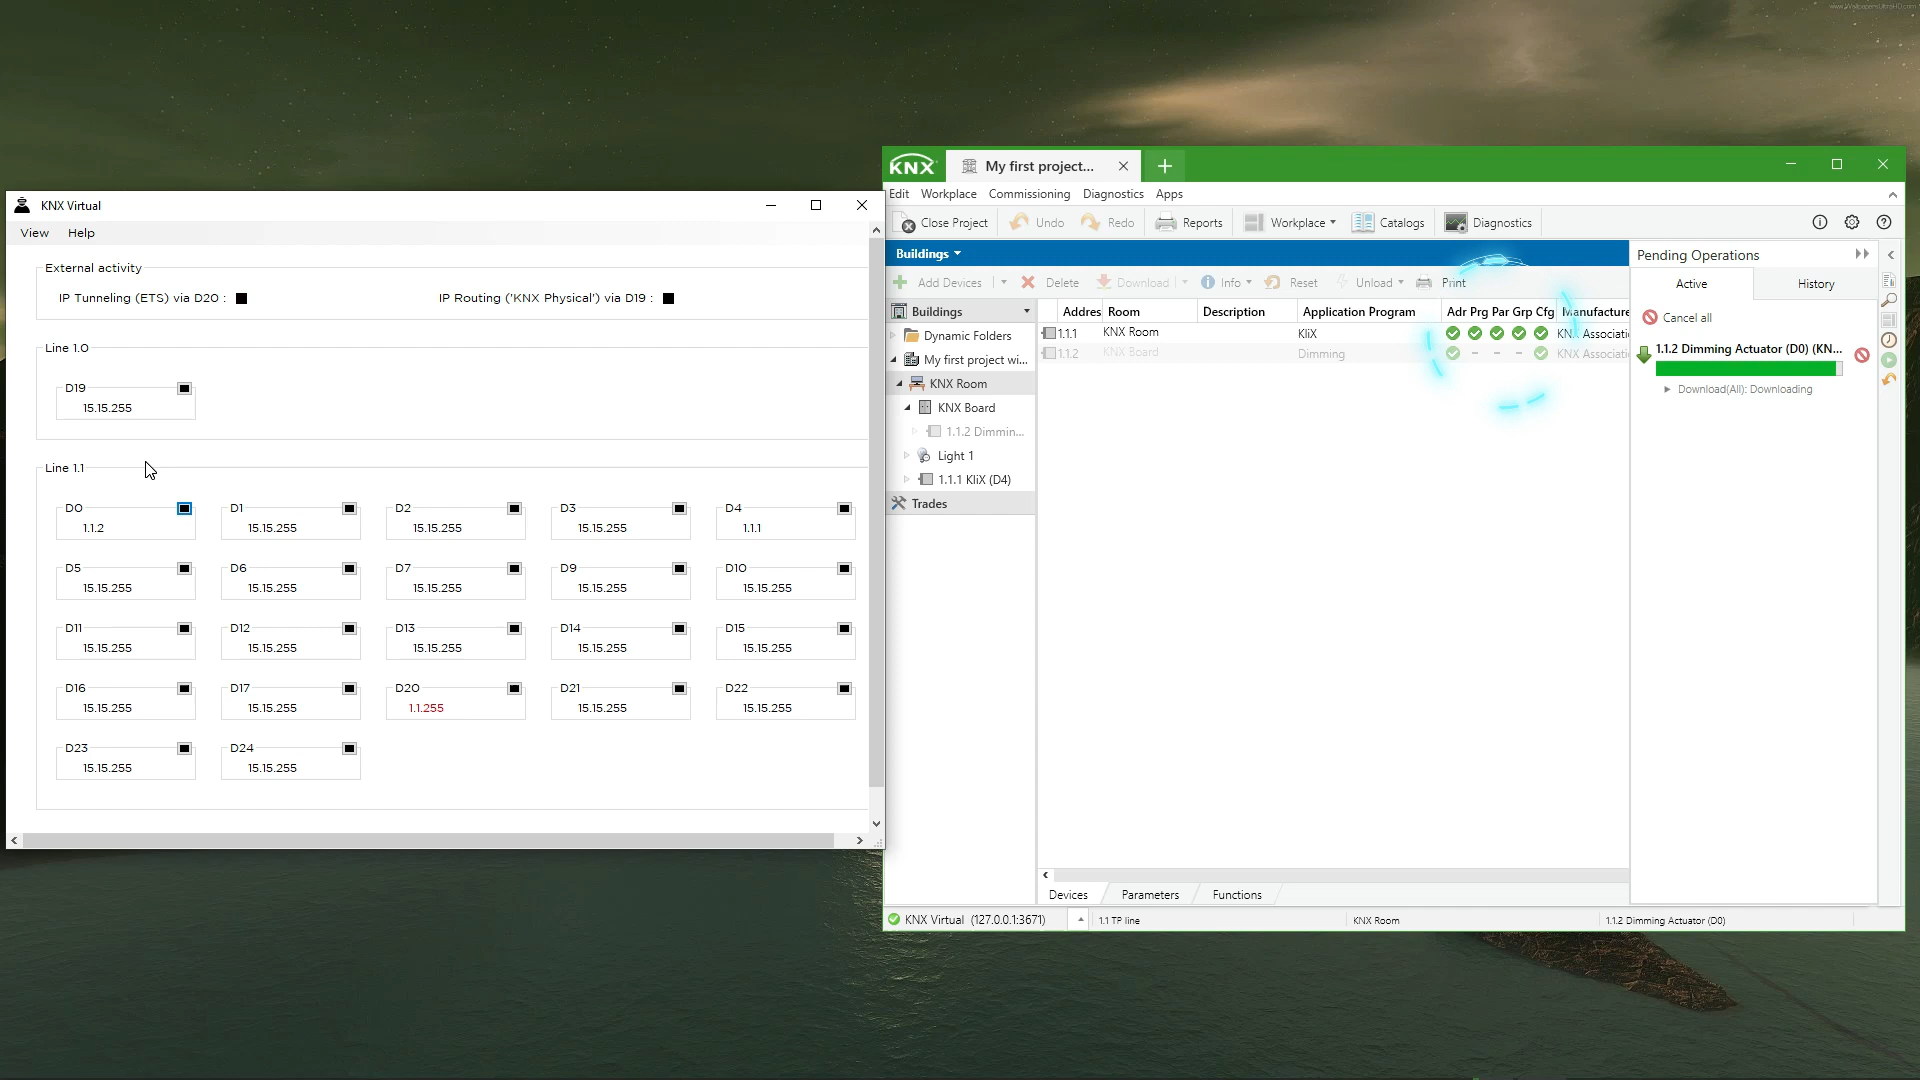 KNX Virtual
View Help
External activity
IP Tunneling (ETS) via D20 :
IP Routing ('KNX Physical') via D19 :
Line 1.0
D19
15.15.255
Line 1.1
D0 D1 D2 D3 D4
1.1.2 15.15.255 15.15.255 15.15.255 1.1.1
D5 D6 D7 D9 D10
15.15.255 15.15.255 15.15.255 15.15.255 15.15.255
D11 D12 D13 D14 D15
15.15.255 15.15.255 15.15.255 15.15.255 15.15.255
D16 D17 D20 D21 D22
15.15.255 15.15.255 1.1.255 15.15.255 15.15.255
D23 D24
15.15.255 15.15.255
KNX My first project...
Edit Workplace Commissioning Diagnostics Apps
Close Project Undo Redo Reports Workplace Catalogs Diagnostics
Buildings
Add Devices Delete Download Info Reset Unload Print
Buildings
Dynamic Folders
My first project wi...
KNX Room
KNX Board
1.1.2 Dimmin...
Light 1
1.1.1 KliX (D4)
Trades
Addres Room Description Application Program Adr Prg Par Grp Cfg Manufacture
1.1.1 KNX Room KliX KNX Associati
1.1.2 KNX Board Dimming KNX Associati
Pending Operations
Active History
Cancel all
1.1.2 Dimming Actuator (D0) (KN...
Download(All): Downloading
Devices Parameters Functions
KNX Virtual (127.0.0.1:3671) 1.1 TP line KNX Room 1.1.2 Dimming Actuator (D0)